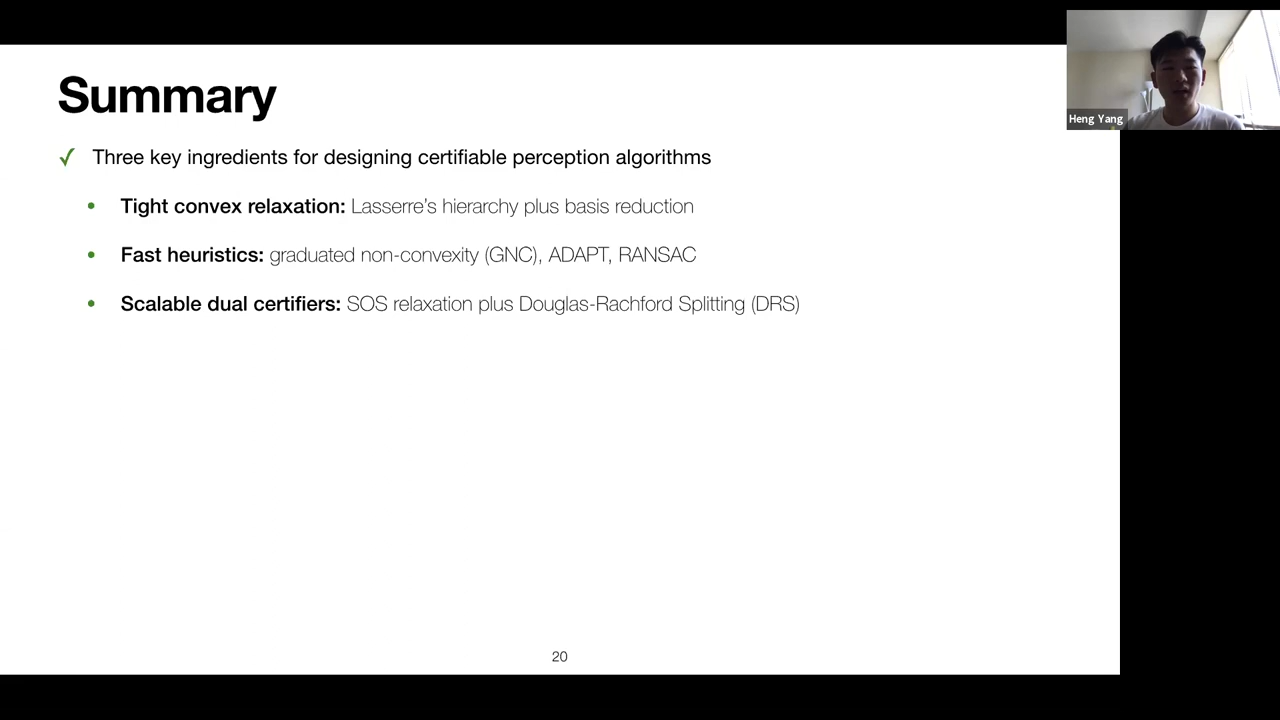 Summary
✓ Three key ingredients for designing certifiable perception algorithms
• Tight convex relaxation: Lasserre's hierarchy plus basis reduction
• Fast heuristics: graduated non-convexity (GNC), ADAPT, RANSAC
• Scalable dual certifiers: SOS relaxation plus Douglas-Rachford Splitting (DRS)
20
Heng Yang